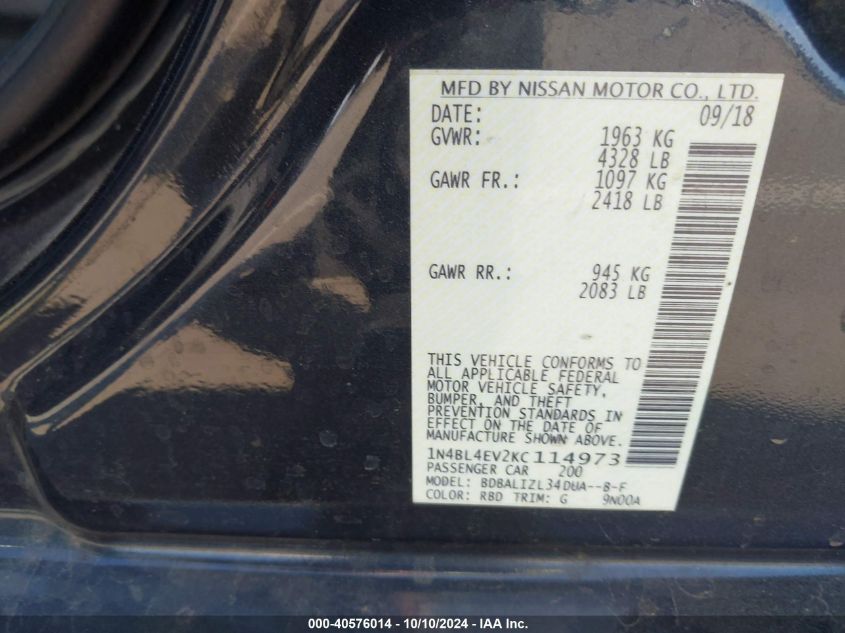 MFD BY NISSAN MOTOR CO., LTD.
DATE: 09/18
GVWR: 1963 KG
4328 LB
GAWR FR.: 1097 KG
2418 LB
GAWR RR.: 945 KG
2083 LB
THIS VEHICLE CONFORMS TO
ALL APPLICABLE FEDERAL
MOTOR VEHICLE SAFETY,
BUMPER, AND THEFT
PREVENTION STANDARDS IN
EFFECT ON THE DATE OF
MANUFACTURE SHOWN ABOVE.
1N4BL4EV2KC114973
PASSENGER CAR 200
MODEL: BDBALIZL34DUA--B-F
COLOR: RBD TRIM: G 9N00A
000-40576014 - 10/10/2024 - IAA Inc.